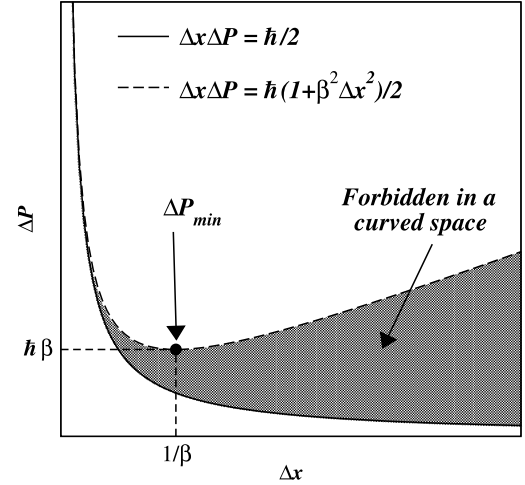 ΔxΔP = ħ/2
ΔxΔP = ħ(1+β²Δx²)/2
Forbidden in a
curved space
ΔP_min
ΔP
ħβ
1/β
Δx